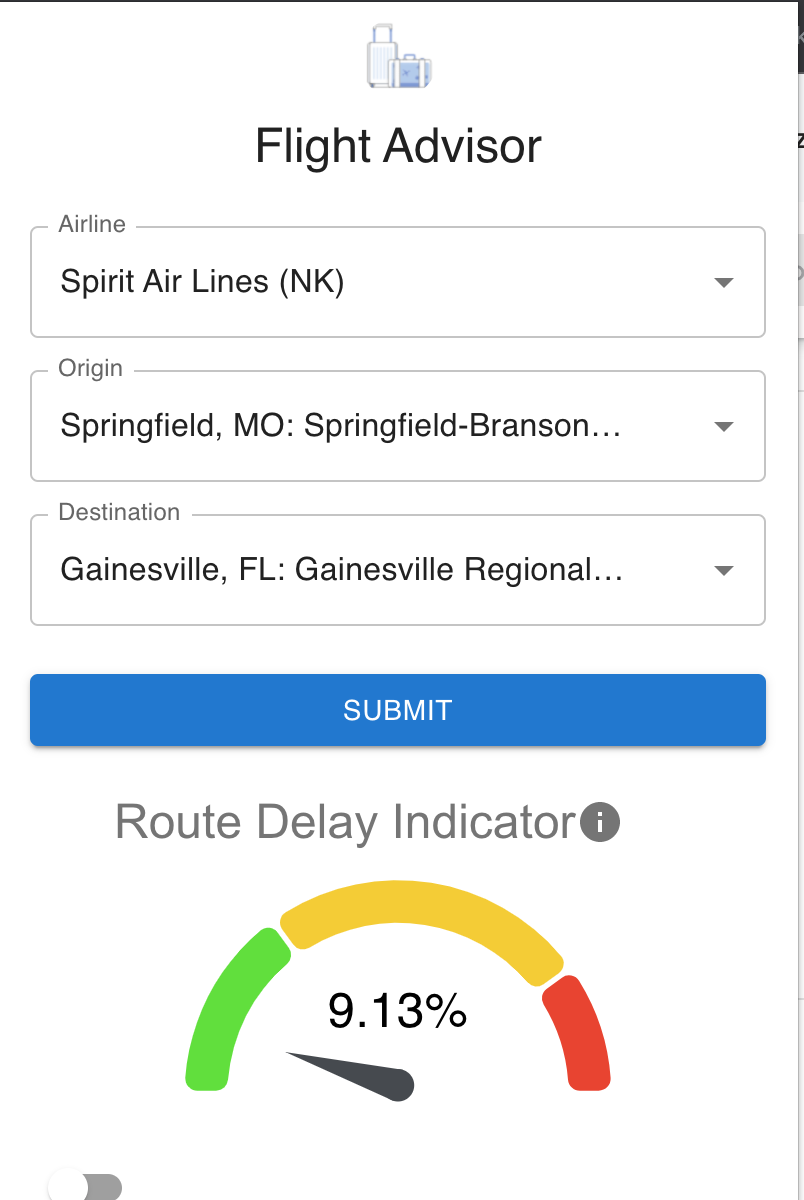 Flight Advisor
Airline
Spirit Air Lines (NK)
Origin
Springfield, MO: Springfield-Branson…
Destination
Gainesville, FL: Gainesville Regional…
SUBMIT
Route Delay Indicator
9.13%